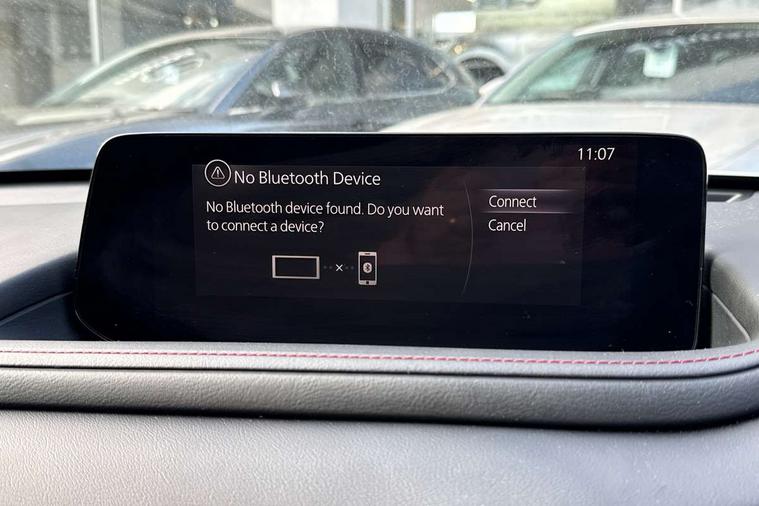 11:07
No Bluetooth Device
No Bluetooth device found. Do you want
to connect a device?
Connect
Cancel